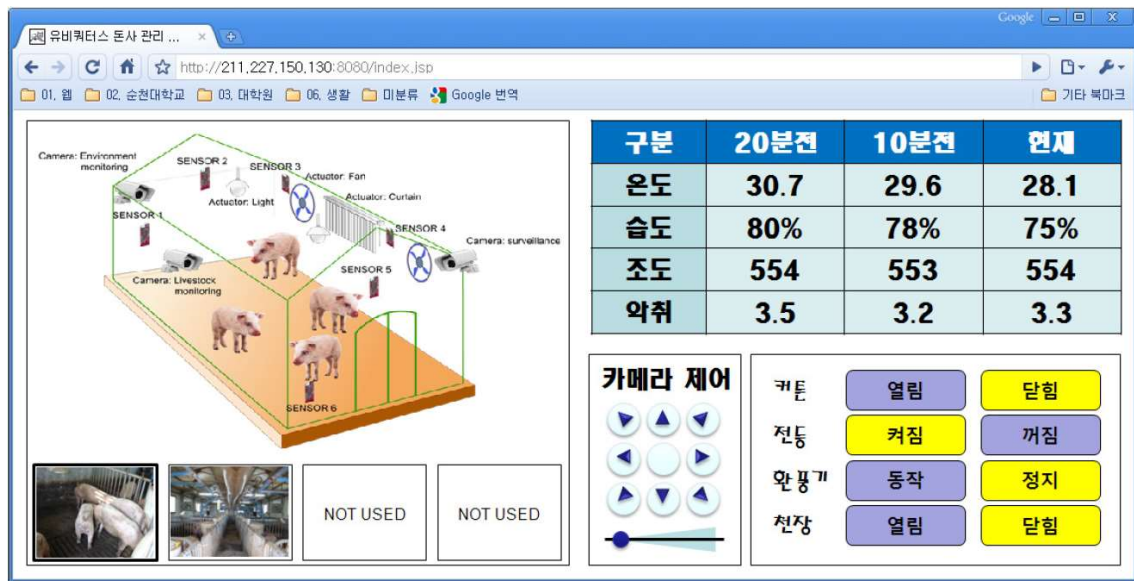 Google
유비쿼터스 돈사 관리 ...
http://211,227,150,130:8080/index.jsp
01, 웹 02, 순천대학교 03, 대학원 06, 생활 미분류 Google 번역 기타 북마크
Camera: Environment
monitoring
SENSOR 2
SENSOR 3
Actuator: Fan
Actuator: Light
Actuator: Curtain
SENSOR 1
SENSOR 4
Camera: surveillance
SENSOR 5
Camera: Livestock
monitoring
SENSOR 6
NOT USED NOT USED
구분 20분전 10분전 현재
온도 30.7 29.6 28.1
습도 80% 78% 75%
조도 554 553 554
악취 3.5 3.2 3.3
카메라 제어
커튼 열림 닫힘
전등 켜짐 꺼짐
환풍기 동작 정지
천장 열림 닫힘